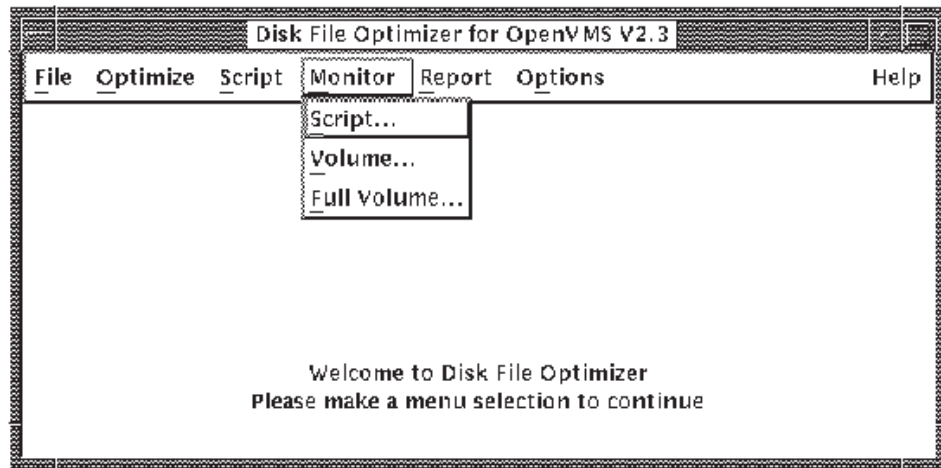 Disk File Optimizer for OpenVMS V2.3
File Optimize Script Monitor Report Options Help
Script...
Volume...
Full Volume...
Welcome to Disk File Optimizer
Please make a menu selection to continue